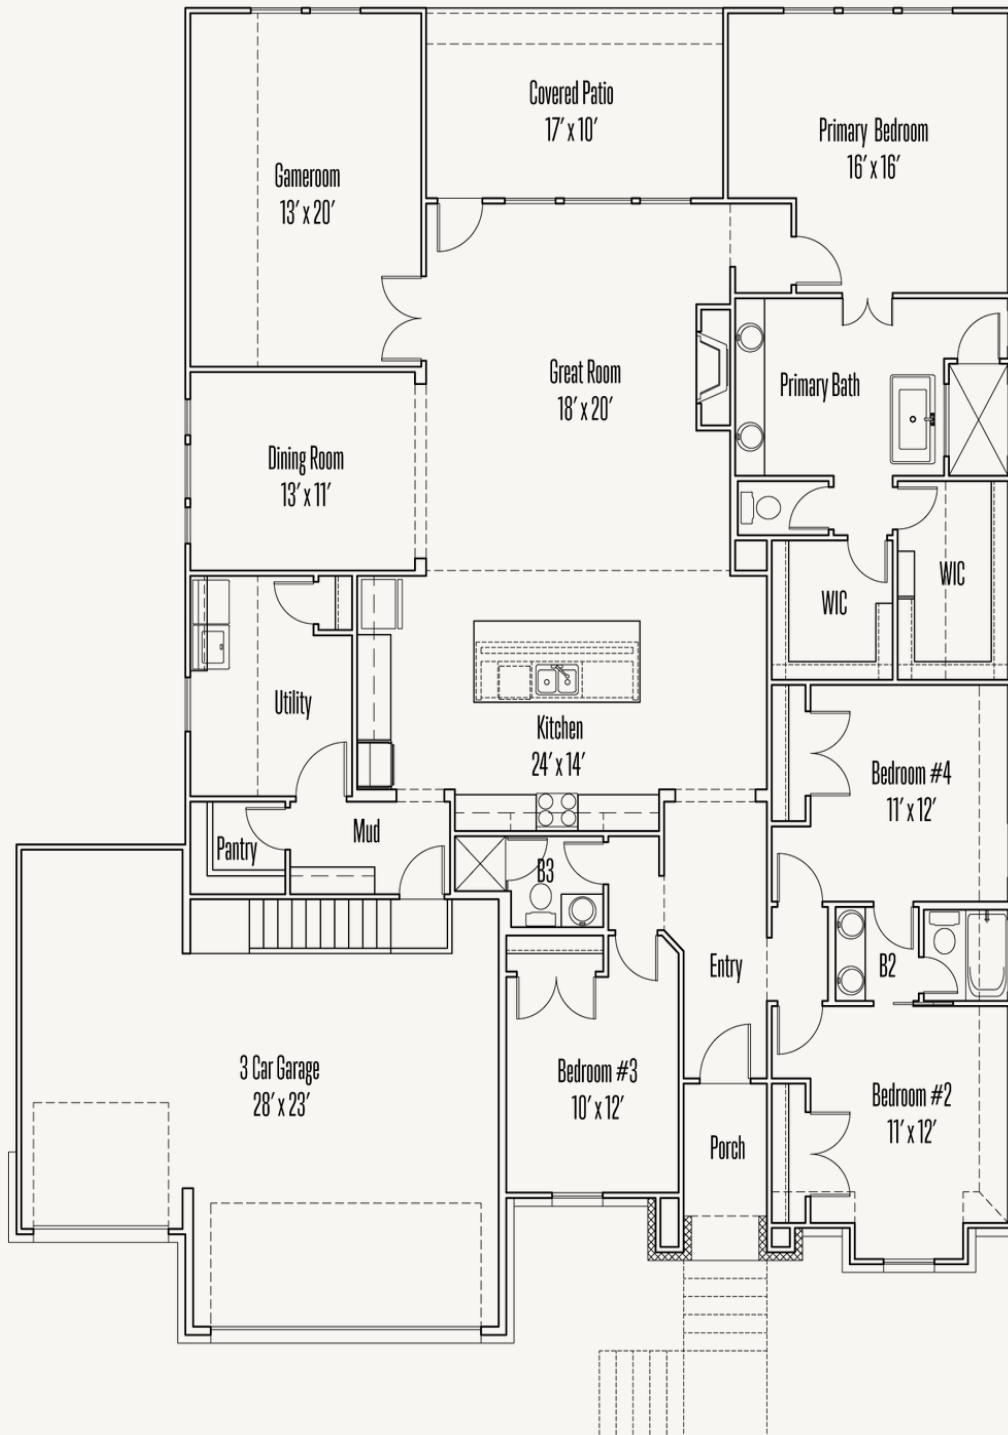 Covered Patio
17' x 10'
Primary Bedroom
16' x 16'
Gameroom
13' x 20'
Great Room
18' x 20'
Primary Bath
Dining Room
13' x 11'
WIC
WIC
Utility
Kitchen
24' x 14'
Bedroom #4
11' x 12'
Pantry
Mud
B3
Entry
B2
3 Car Garage
28' x 23'
Bedroom #3
10' x 12'
Bedroom #2
11' x 12'
Porch